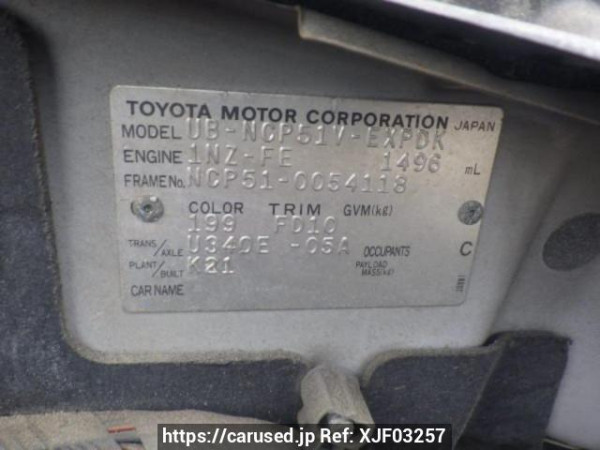 TOYOTA MOTOR CORPORATION JAPAN
MODEL UB-NCP51V-EXPDK
ENGINE 1NZ-FE 1496 mL
FRAME No. NCP51-0054118
COLOR TRIM GVM(kg)
199 FD10
TRANS/AXLE U340E -05A OCCUPANTS C
PLANT/BUILT K21 PAYLOAD MASS(kg)
CAR NAME
https://carused.jp Ref: XJF03257